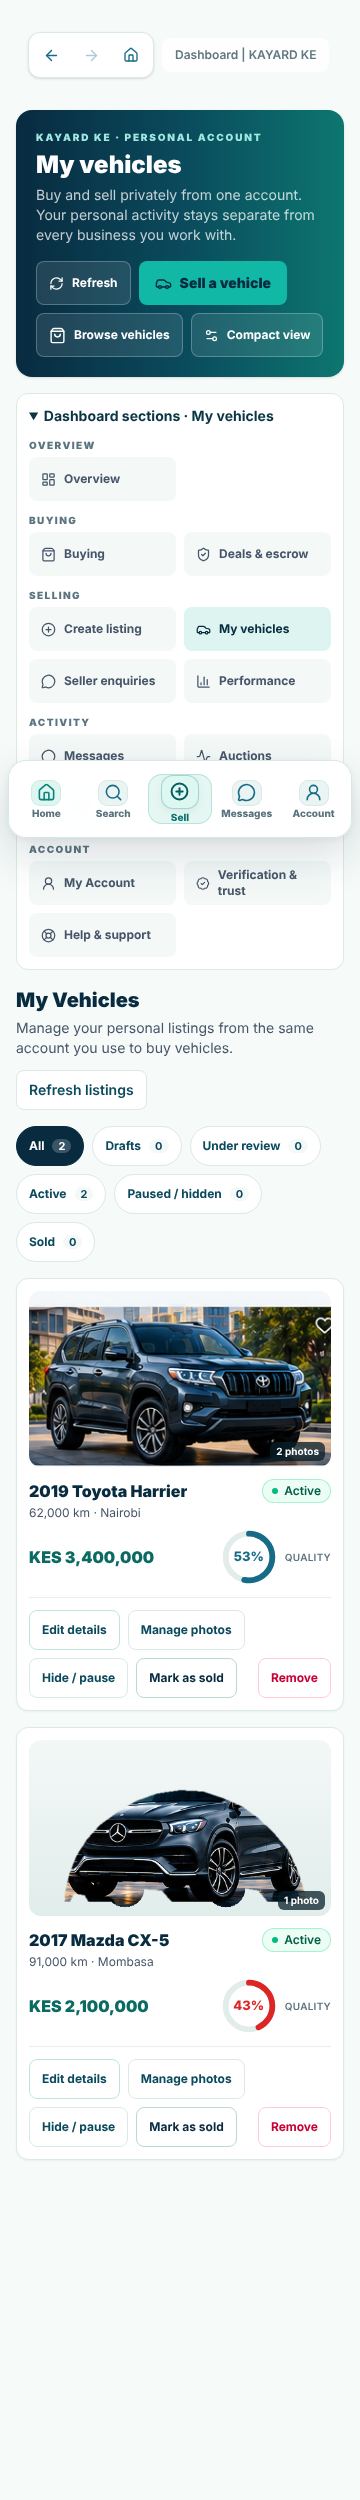 Dashboard | KAYARD KE
KAYARD KE · PERSONAL ACCOUNT
My vehicles
Buy and sell privately from one account.
Your personal activity stays separate from
every business you work with.
Refresh
Sell a vehicle
Browse vehicles
Compact view
Dashboard sections · My vehicles
OVERVIEW
Overview
BUYING
Buying
Deals & escrow
SELLING
Create listing
My vehicles
Seller enquiries
Performance
ACTIVITY
Messages
Auctions
Home
Search
Sell
Messages
Account
ACCOUNT
My Account
Verification &
trust
Help & support
My Vehicles
Manage your personal listings from the same
account you use to buy vehicles.
Refresh listings
All 2
Drafts 0
Under review 0
Active 2
Paused / hidden 0
Sold 0
2 photos
2019 Toyota Harrier
Active
62,000 km · Nairobi
KES 3,400,000
53%
QUALITY
Edit details
Manage photos
Hide / pause
Mark as sold
Remove
1 photo
2017 Mazda CX-5
Active
91,000 km · Mombasa
KES 2,100,000
43%
QUALITY
Edit details
Manage photos
Hide / pause
Mark as sold
Remove